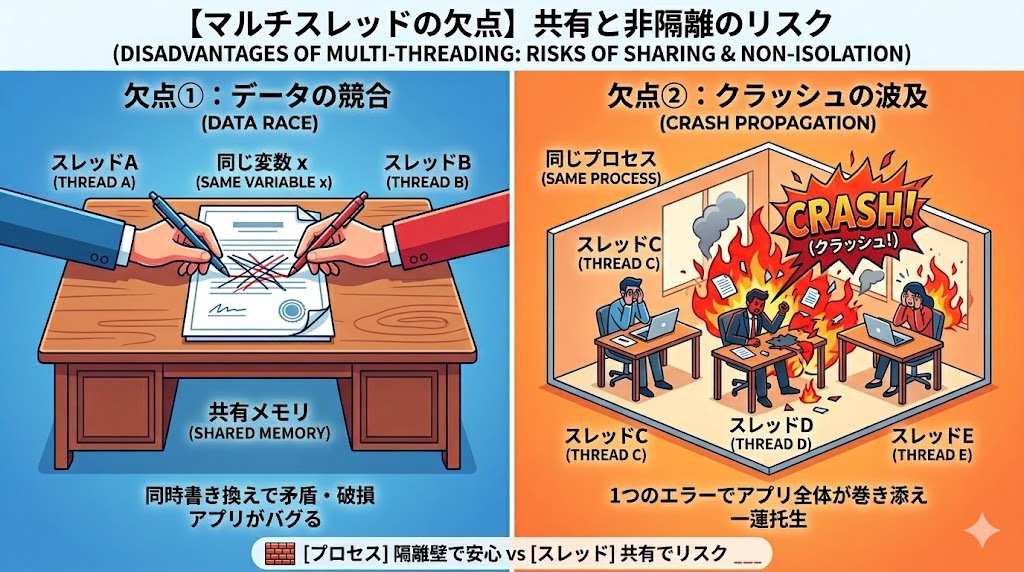 【マルチスレッドの欠点】共有と非隔離のリスク
(DISADVANTAGES OF MULTI-THREADING: RISKS OF SHARING & NON-ISOLATION)
欠点①：データの競合
(DATA RACE)
スレッドA
(THREAD A)
同じ変数 x
(SAME VARIABLE x)
スレッドB
(THREAD B)
共有メモリ
(SHARED MEMORY)
同時書き換えで矛盾・破損
アプリがバグる
欠点②：クラッシュの波及
(CRASH PROPAGATION)
同じプロセス
(SAME PROCESS)
CRASH!
(クラッシュ!)
スレッドC
(THREAD C)
スレッドC
(THREAD C)
スレッドD
(THREAD D)
スレッドE
(THREAD E)
1つのエラーでアプリ全体が巻き添え
一蓮托生
[プロセス] 隔離壁で安心 vs [スレッド] 共有でリスク ___